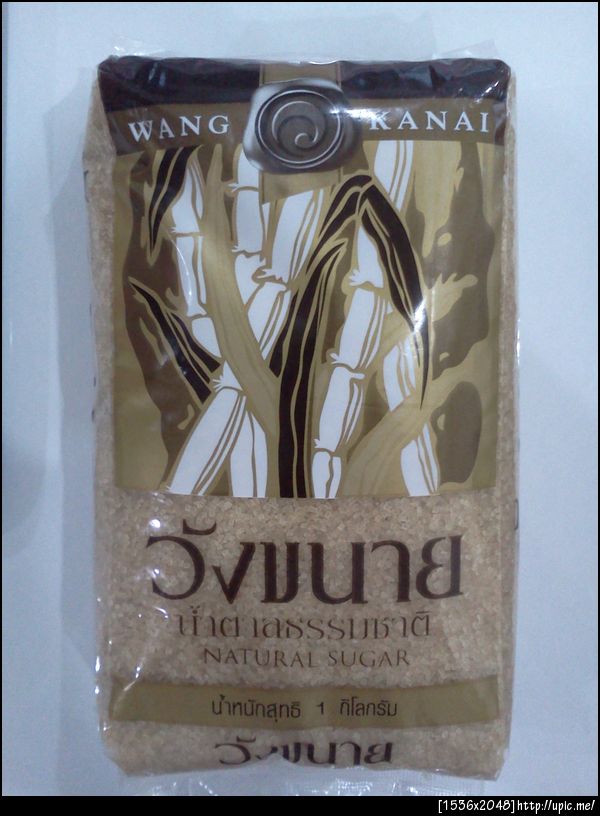 WANG KANAI
วังขนาย
น้ำตาลธรรมชาติ
NATURAL SUGAR
น้ำหนักสุทธิ 1 กิโลกรัม
วังขนาย
[1536x2048]http://upic.me/